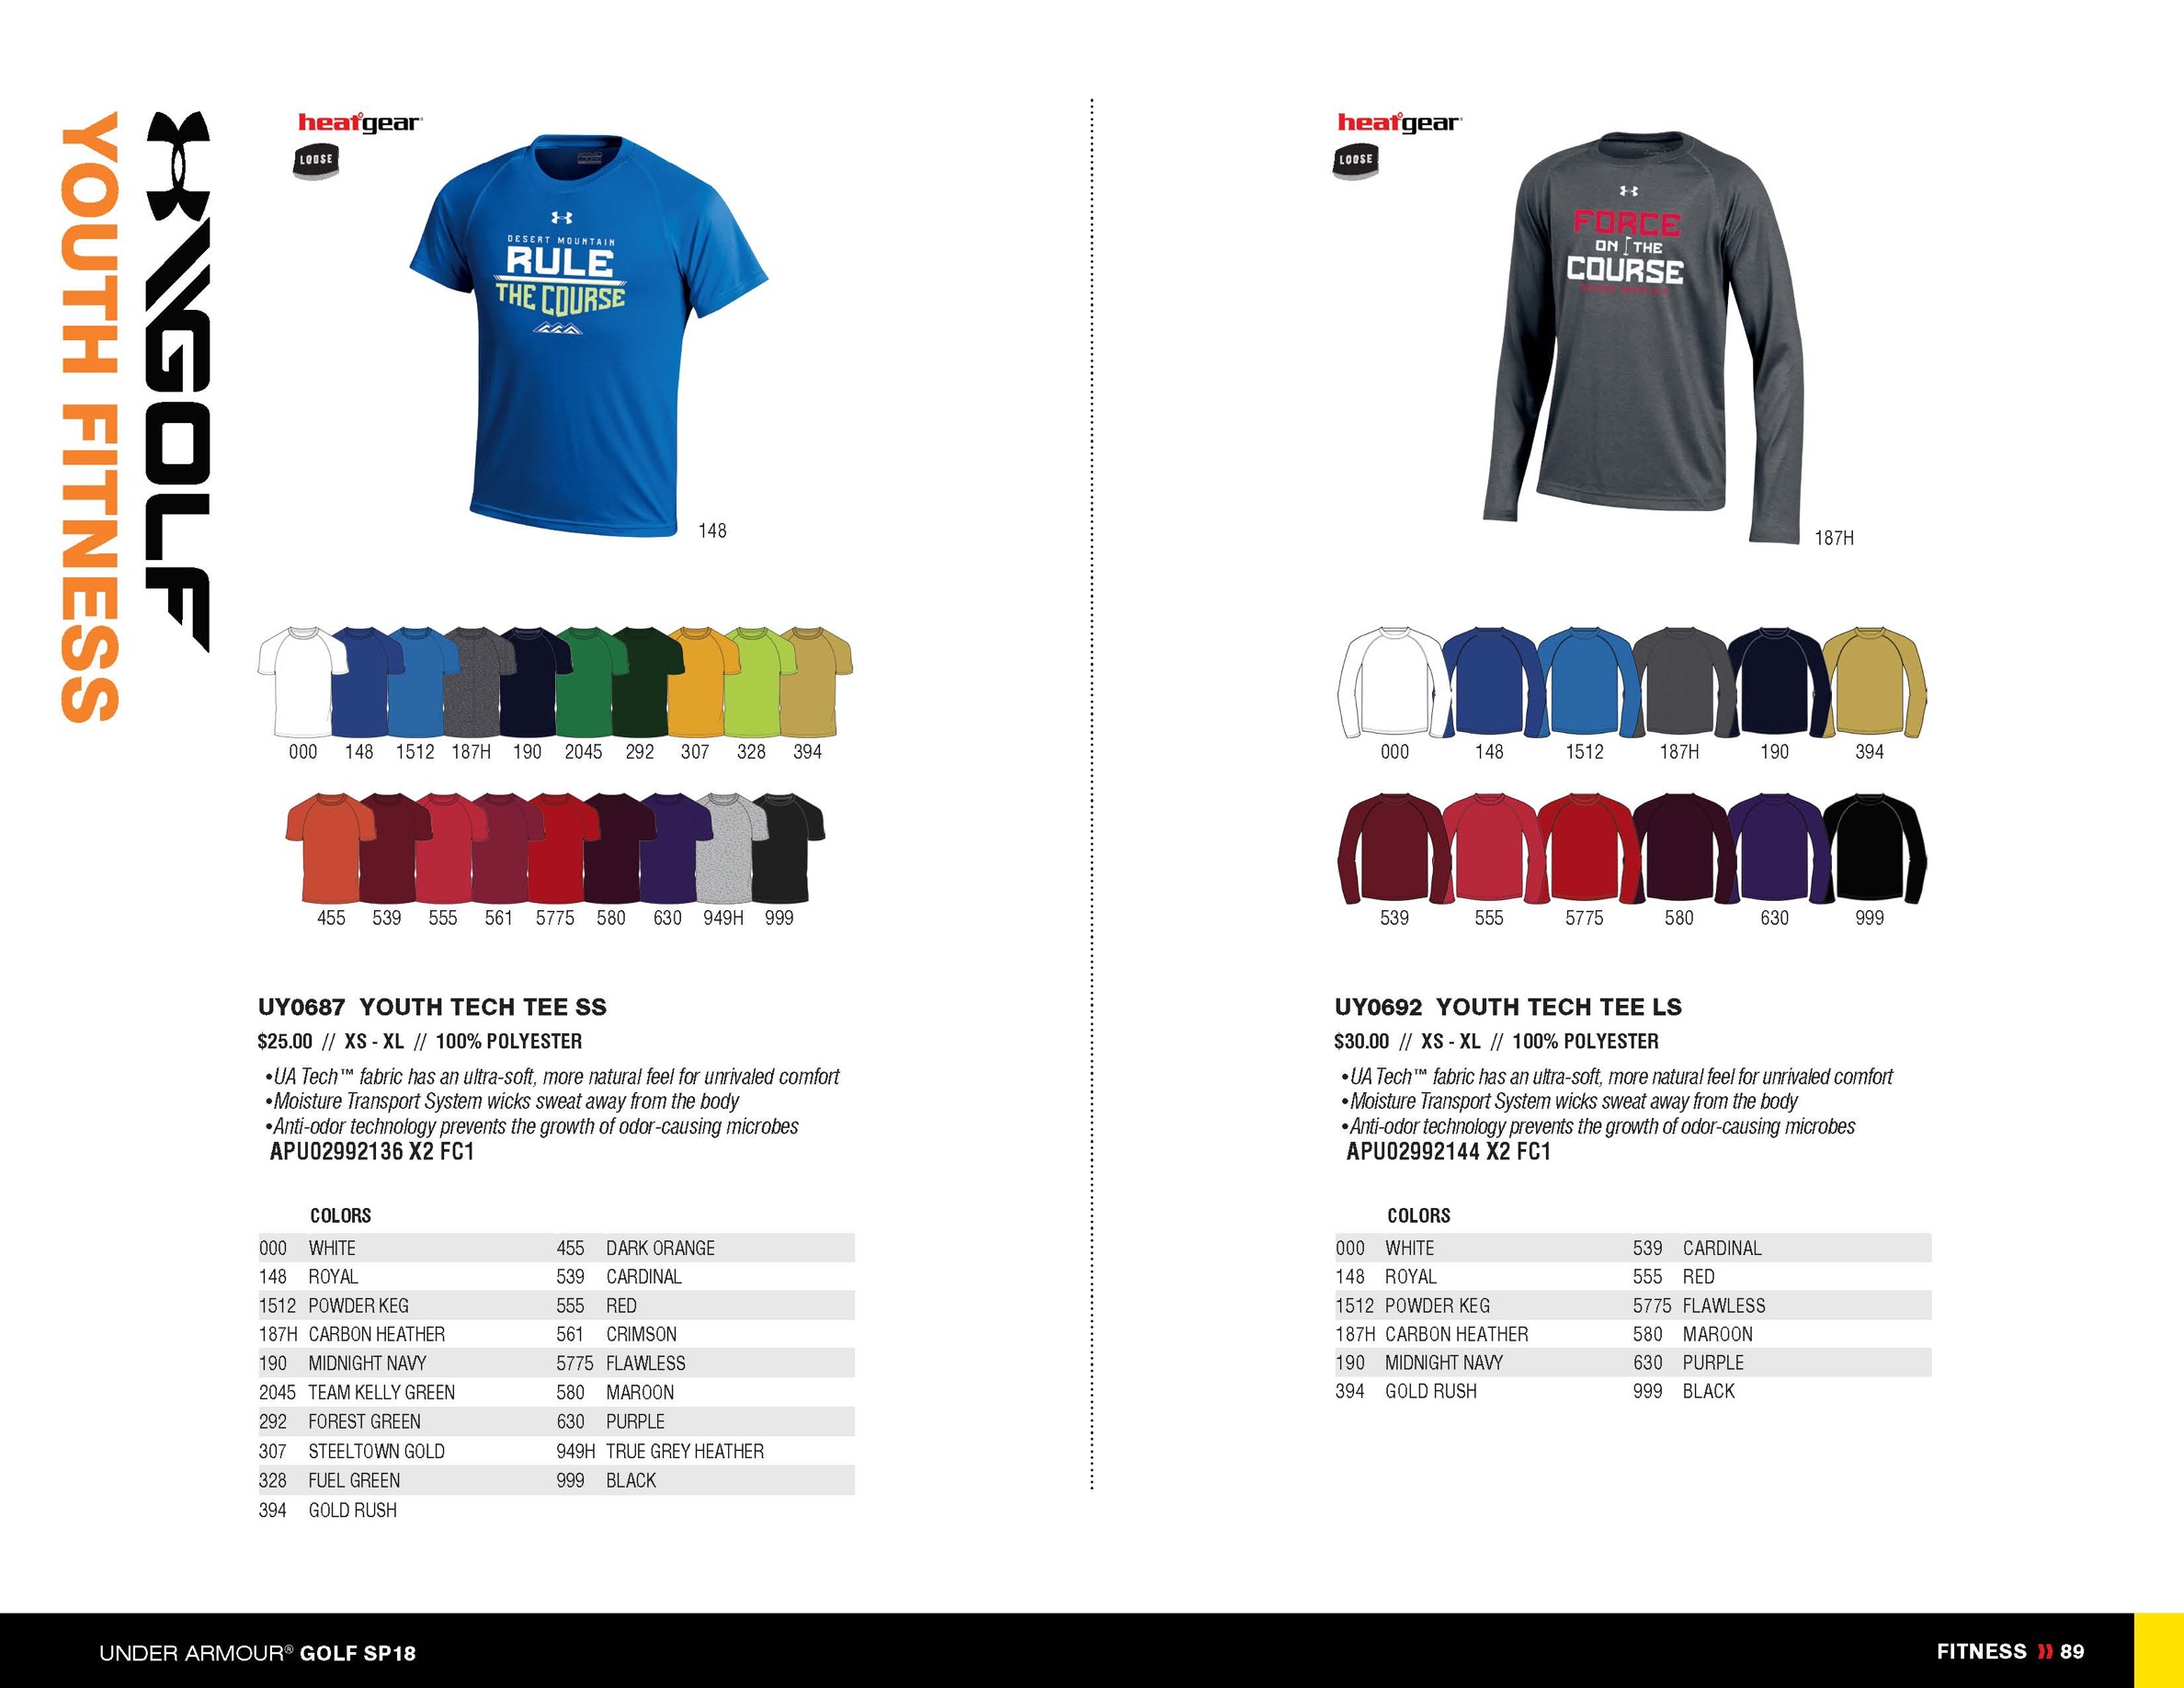 YOUTH FITNESS
GOLF
heatgear
LOOSE
DESERT MOUNTAIN
RULE
THE COURSE
148
000 148 1512 187H 190 2045 292 307 328 394
455 539 555 561 5775 580 630 949H 999
UY0687 YOUTH TECH TEE SS
$25.00 // XS - XL // 100% POLYESTER
•UA Tech™ fabric has an ultra-soft, more natural feel for unrivaled comfort
•Moisture Transport System wicks sweat away from the body
•Anti-odor technology prevents the growth of odor-causing microbes
APU02992136 X2 FC1
COLORS
000 WHITE 455 DARK ORANGE
148 ROYAL 539 CARDINAL
1512 POWDER KEG 555 RED
187H CARBON HEATHER 561 CRIMSON
190 MIDNIGHT NAVY 5775 FLAWLESS
2045 TEAM KELLY GREEN 580 MAROON
292 FOREST GREEN 630 PURPLE
307 STEELTOWN GOLD 949H TRUE GREY HEATHER
328 FUEL GREEN 999 BLACK
394 GOLD RUSH
heatgear
LOOSE
FORCE
ON THE
COURSE
187H
000 148 1512 187H 190 394
539 555 5775 580 630 999
UY0692 YOUTH TECH TEE LS
$30.00 // XS - XL // 100% POLYESTER
•UA Tech™ fabric has an ultra-soft, more natural feel for unrivaled comfort
•Moisture Transport System wicks sweat away from the body
•Anti-odor technology prevents the growth of odor-causing microbes
APU02992144 X2 FC1
COLORS
000 WHITE 539 CARDINAL
148 ROYAL 555 RED
1512 POWDER KEG 5775 FLAWLESS
187H CARBON HEATHER 580 MAROON
190 MIDNIGHT NAVY 630 PURPLE
394 GOLD RUSH 999 BLACK
UNDER ARMOUR® GOLF SP18
FITNESS 89